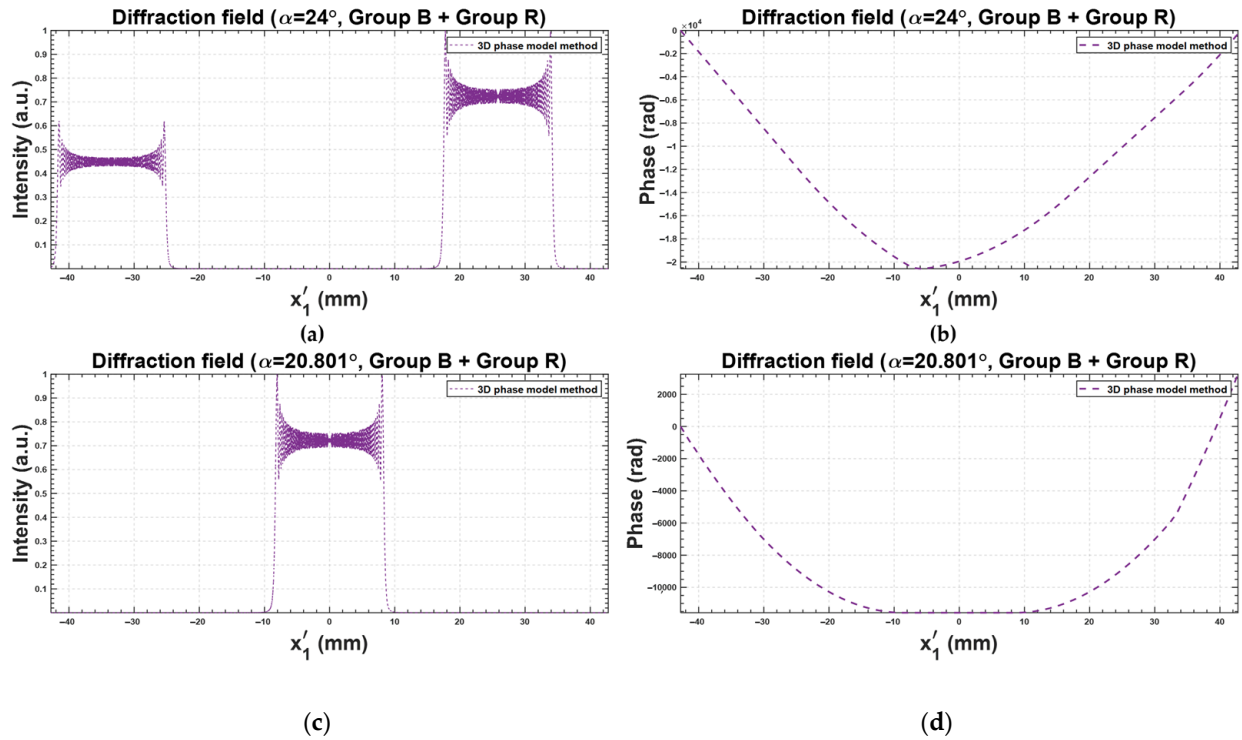 Diffraction field (α=24°, Group B + Group R)
3D phase model method
Intensity (a.u.)
1
0.9
0.8
0.7
0.6
0.5
0.4
0.3
0.2
0.1
−40 −30 −20 −10 0 10 20 30 40
x′1 (mm)
(a)
Diffraction field (α=24°, Group B + Group R)
×10⁴
3D phase model method
Phase (rad)
0
−0.2
−0.4
−0.6
−0.8
−1
−1.2
−1.4
−1.6
−1.8
−2
−40 −30 −20 −10 0 10 20 30 40
x′1 (mm)
(b)
Diffraction field (α=20.801°, Group B + Group R)
3D phase model method
Intensity (a.u.)
1
0.9
0.8
0.7
0.6
0.5
0.4
0.3
0.2
0.1
−40 −30 −20 −10 0 10 20 30 40
x′1 (mm)
(c)
Diffraction field (α=20.801°, Group B + Group R)
3D phase model method
Phase (rad)
2000
0
−2000
−4000
−6000
−8000
−10000
−40 −30 −20 −10 0 10 20 30 40
x′1 (mm)
(d)